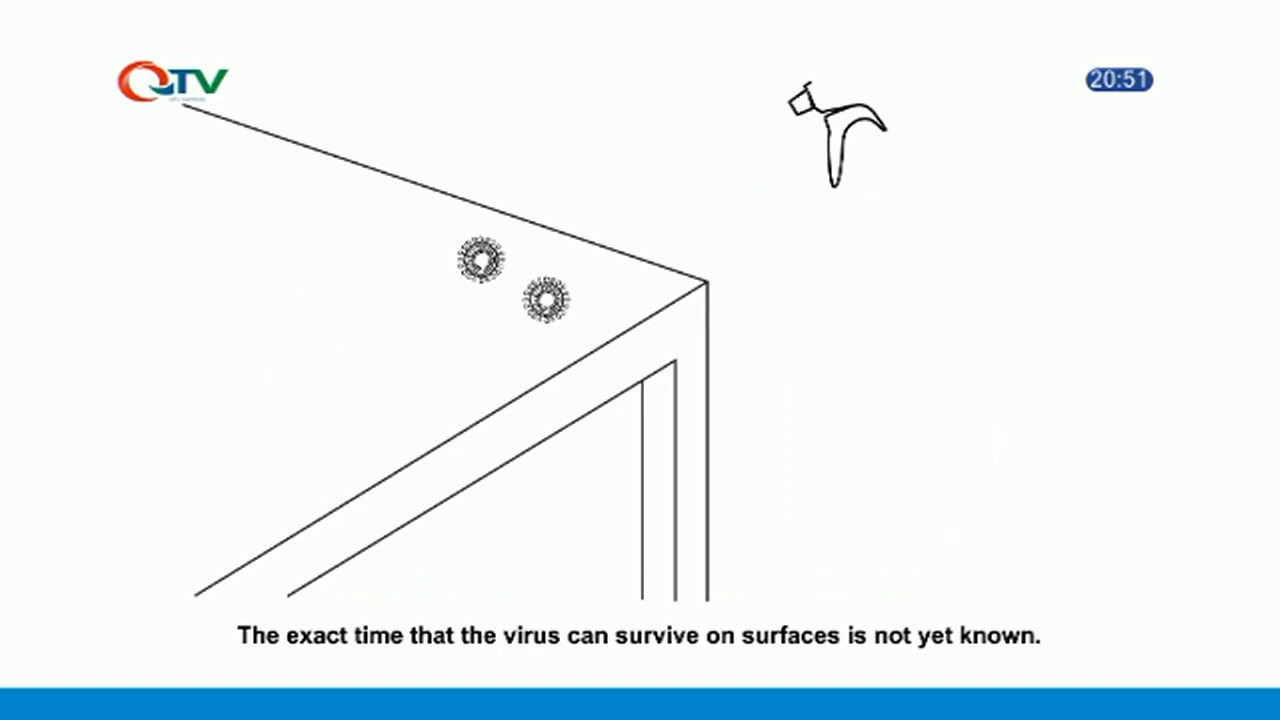 QTV
20:51
The exact time that the virus can survive on surfaces is not yet known.